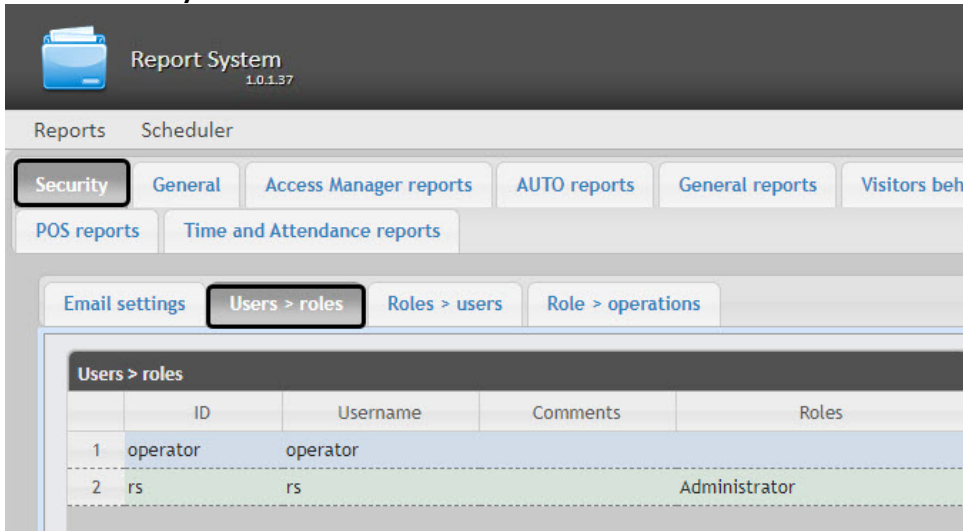 Report System
1.0.1.37
Reports Scheduler
Security General Access Manager reports AUTO reports General reports Visitors beh
POS reports Time and Attendance reports
Email settings Users > roles Roles > users Role > operations
Users > roles
ID Username Comments Roles
1 operator operator
2 rs rs Administrator